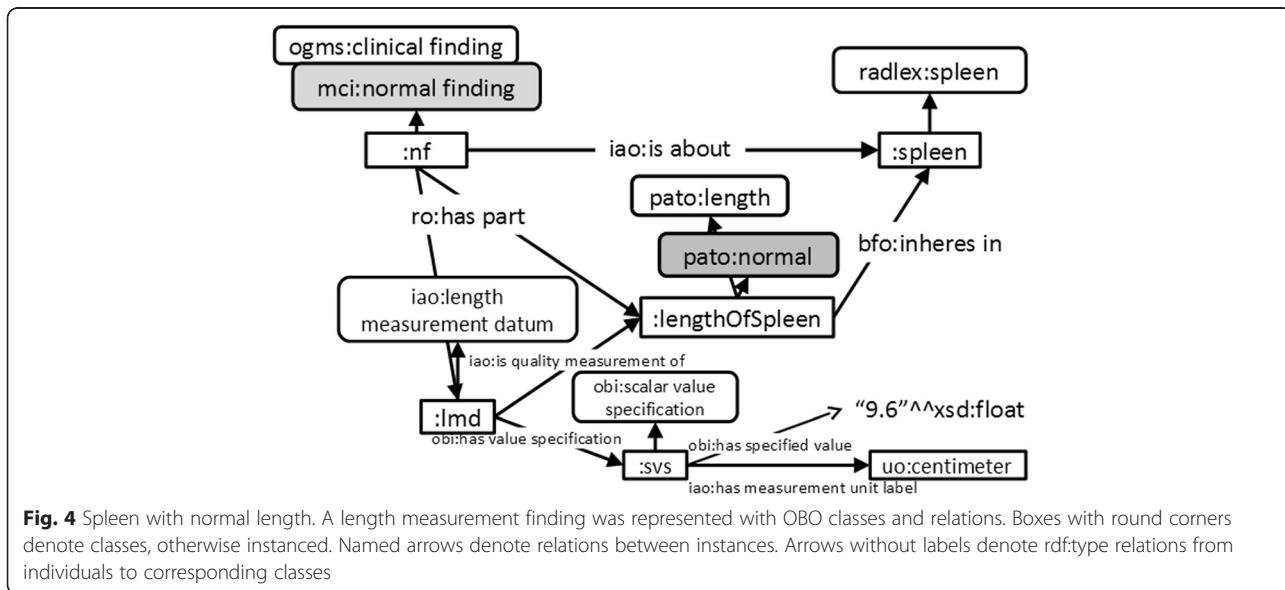 ogms:clinical finding
mci:normal finding
radlex:spleen
:nf
iao:is about
:spleen
pato:length
ro:has part
pato:normal
bfo:inheres in
iao:length
measurement datum
:lengthOfSpleen
iao:is quality measurement of
obi:scalar value
specification
:lmd
"9.6"^^xsd:float
obi:has value specification
obi:has specified value
:svs
uo:centimeter
iao:has measurement unit label
Fig. 4 Spleen with normal length. A length measurement finding was represented with OBO classes and relations. Boxes with round corners
denote classes, otherwise instanced. Named arrows denote relations between instances. Arrows without labels denote rdf:type relations from
individuals to corresponding classes